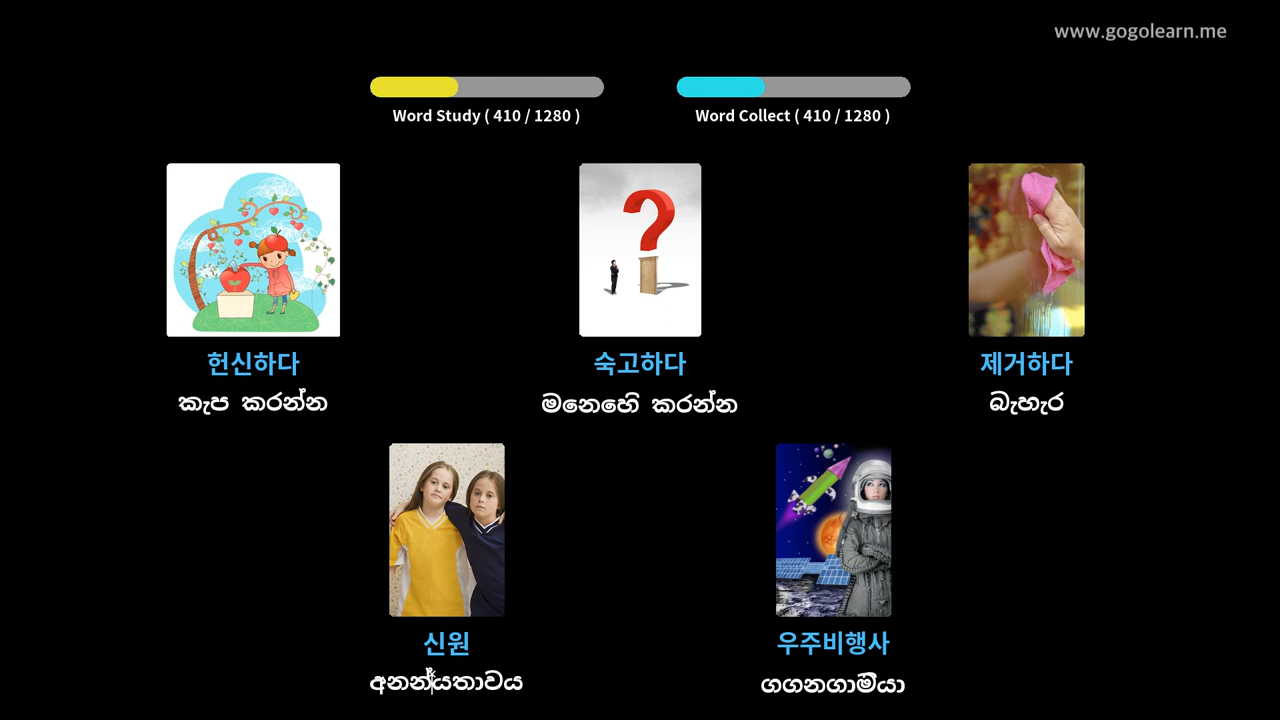 www.gogolearn.me
Word Study ( 410 / 1280 )
Word Collect ( 410 / 1280 )
헌신하다
숙고하다
제거하다
කැප කරන්න
මෙනෙහි කරන්න
බැහැර
신원
우주비행사
අනන්‍යතාවය
ගගනගාමියා